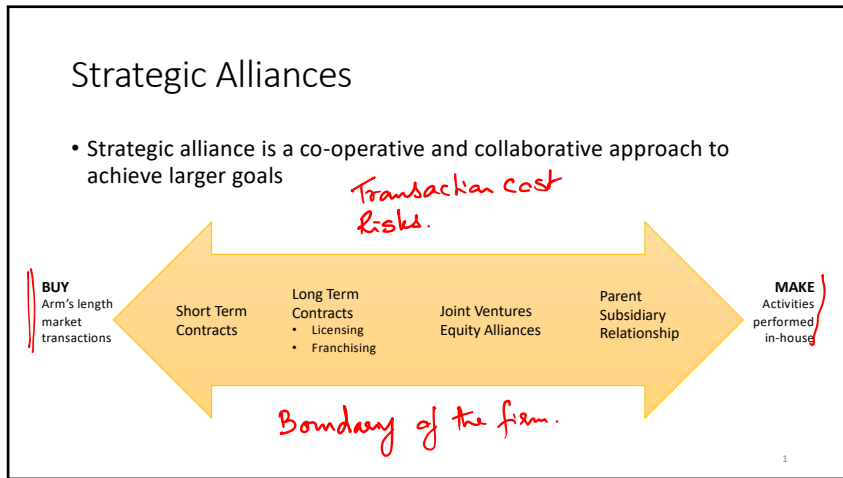 Strategic Alliances
• Strategic alliance is a co-operative and collaborative approach to
achieve larger goals
Transaction cost
Risks.
BUY
Arm's length
market
transactions
Short Term
Contracts
Long Term
Contracts
• Licensing
• Franchising
Joint Ventures
Equity Alliances
Parent
Subsidiary
Relationship
MAKE
Activities
performed
in-house
Boundary of the firm.
1